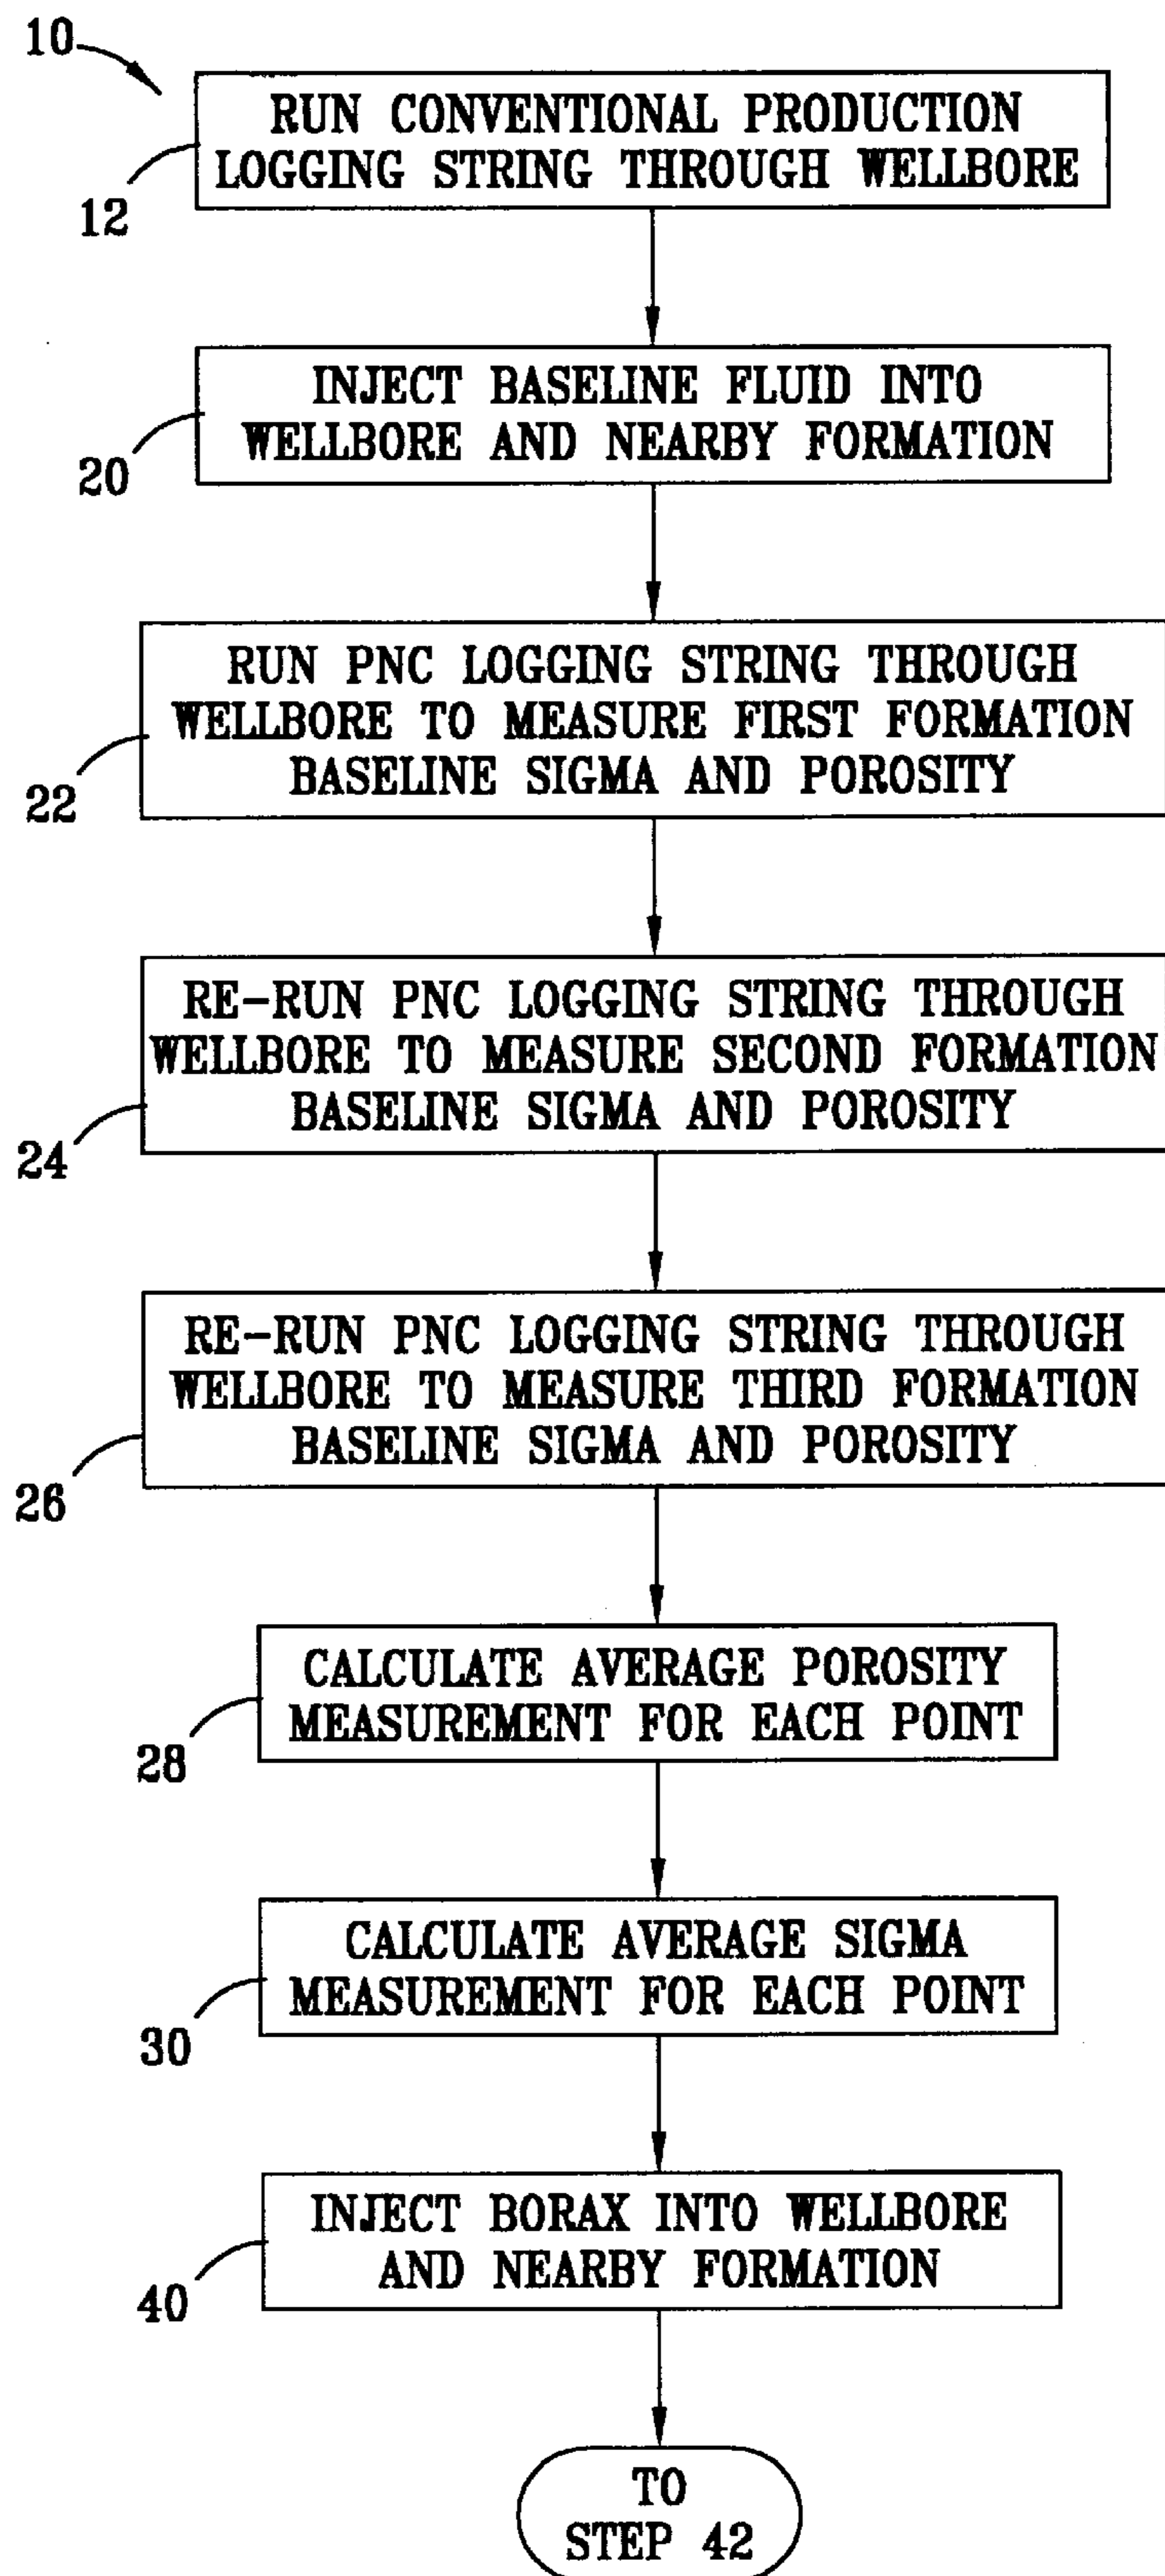 10
RUN CONVENTIONAL PRODUCTION
LOGGING STRING THROUGH WELLBORE
12
INJECT BASELINE FLUID INTO
WELLBORE AND NEARBY FORMATION
20
RUN PNC LOGGING STRING THROUGH
WELLBORE TO MEASURE FIRST FORMATION
BASELINE SIGMA AND POROSITY
22
RE-RUN PNC LOGGING STRING THROUGH
WELLBORE TO MEASURE SECOND FORMATION
BASELINE SIGMA AND POROSITY
24
RE-RUN PNC LOGGING STRING THROUGH
WELLBORE TO MEASURE THIRD FORMATION
BASELINE SIGMA AND POROSITY
26
CALCULATE AVERAGE POROSITY
MEASUREMENT FOR EACH POINT
28
CALCULATE AVERAGE SIGMA
MEASUREMENT FOR EACH POINT
30
INJECT BORAX INTO WELLBORE
AND NEARBY FORMATION
40
TO
STEP 42